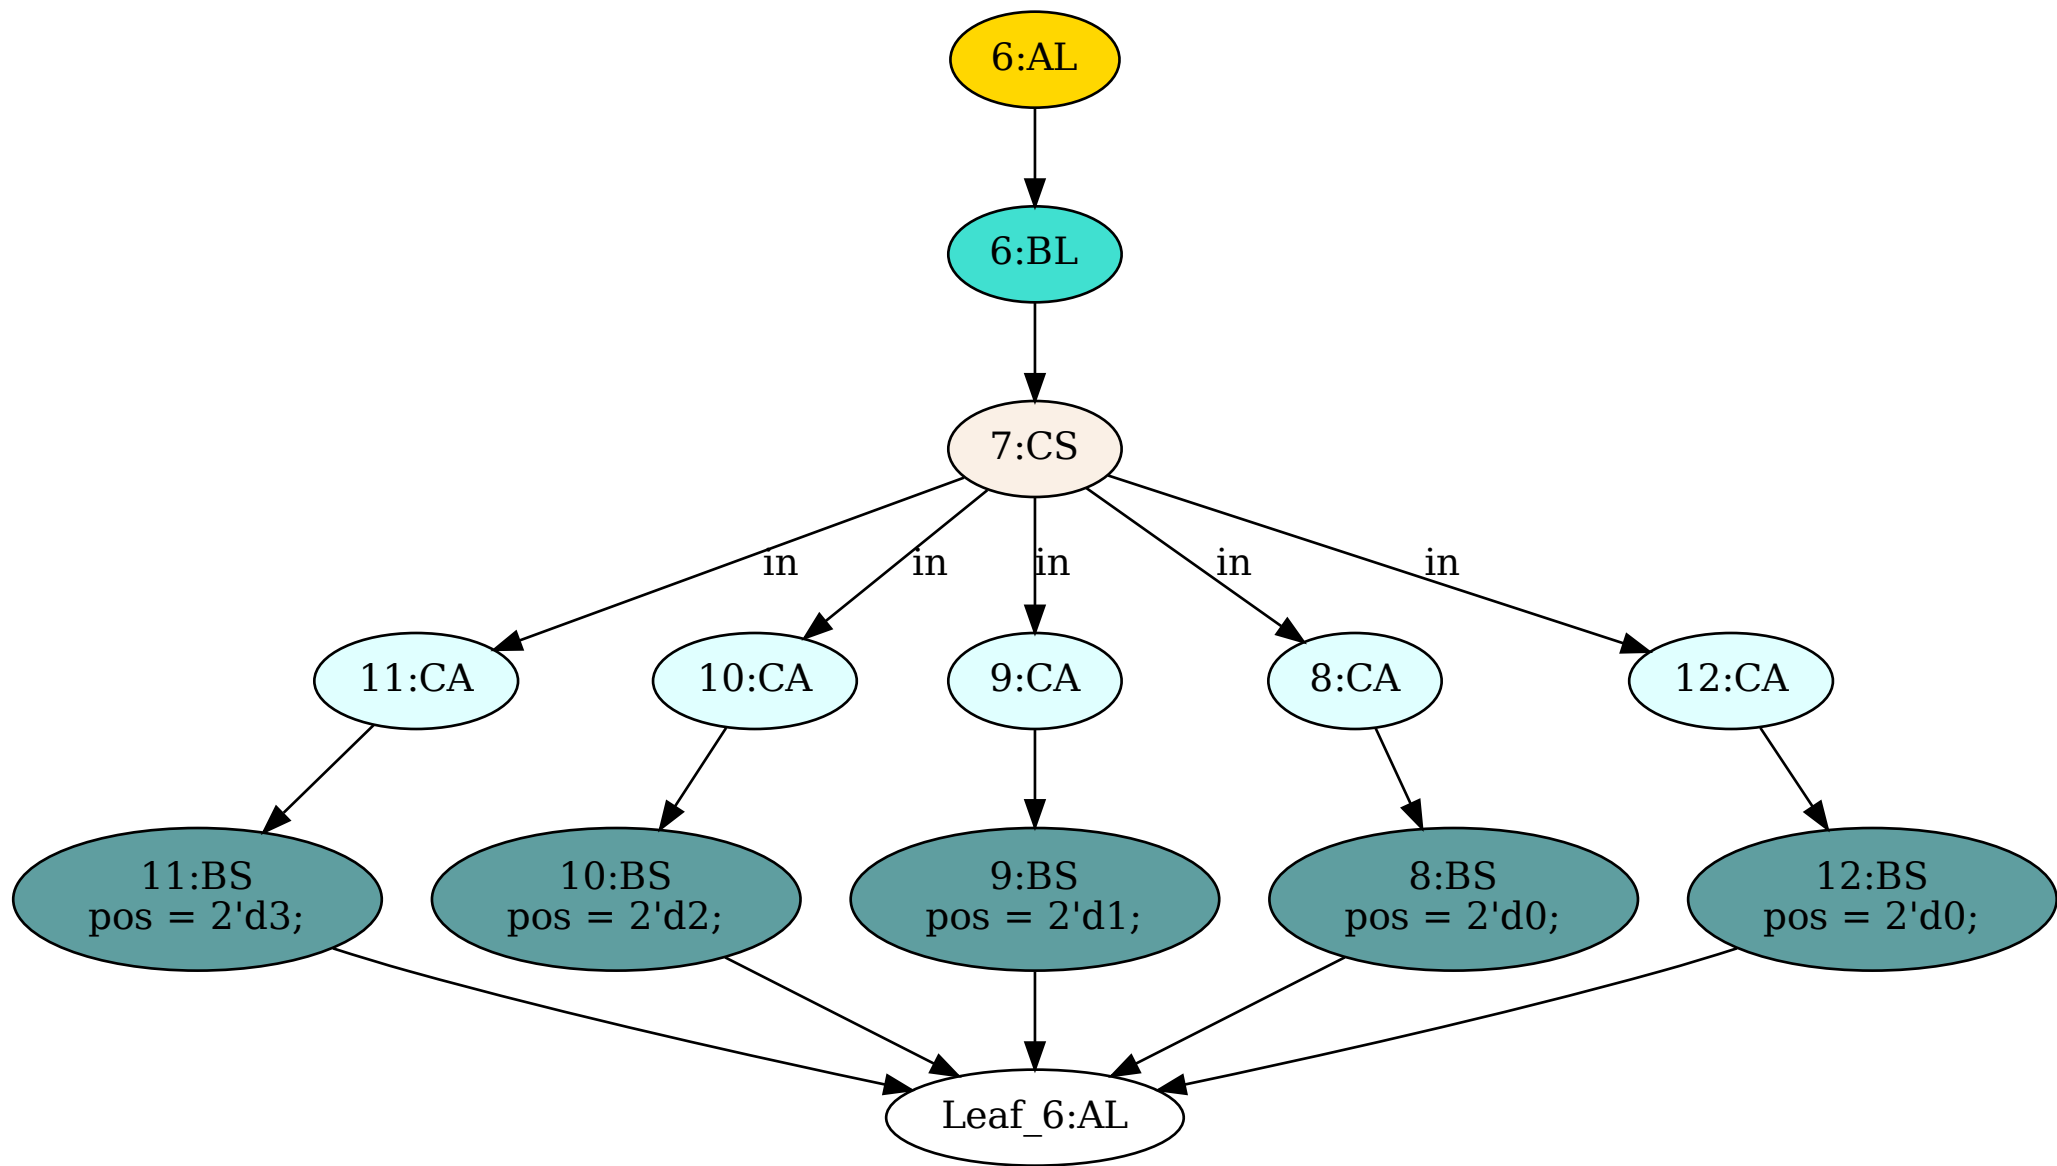 6:AL
6:BL
7:CS
in
in
in
in
in
11:CA
10:CA
9:CA
8:CA
12:CA
11:BS
pos = 2'd3;
10:BS
pos = 2'd2;
9:BS
pos = 2'd1;
8:BS
pos = 2'd0;
12:BS
pos = 2'd0;
Leaf_6:AL